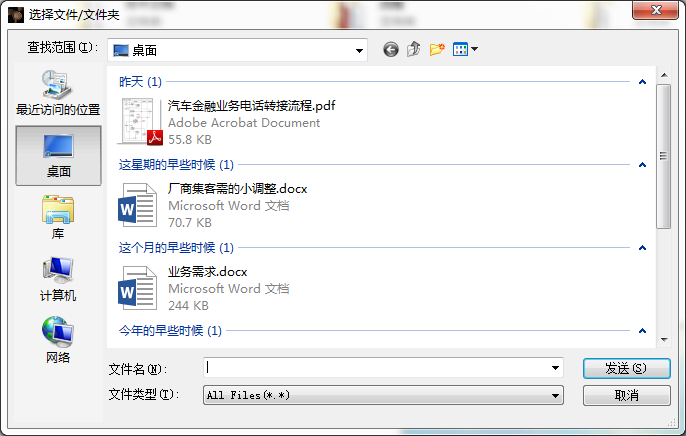 选择文件/文件夹
查找范围(I):
桌面
最近访问的位置
桌面
库
计算机
网络
昨天 (1)
汽车金融业务电话转接流程.pdf
Adobe Acrobat Document
55.8 KB
这星期的早些时候 (1)
厂商集客需的小调整.docx
Microsoft Word 文档
70.7 KB
这个月的早些时候 (1)
业务需求.docx
Microsoft Word 文档
244 KB
今年的早些时候 (1)
文件名(N):
发送(S)
文件类型(T):
All Files(*.*)
取消